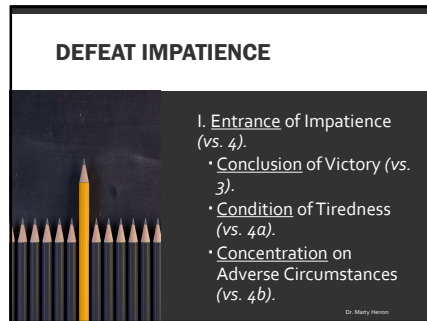 DEFEAT IMPATIENCE
I. Entrance of Impatience
(vs. 4).
▪ Conclusion of Victory (vs.
3).
▪ Condition of Tiredness
(vs. 4a).
▪ Concentration on
Adverse Circumstances
(vs. 4b).
Dr. Marty Herron